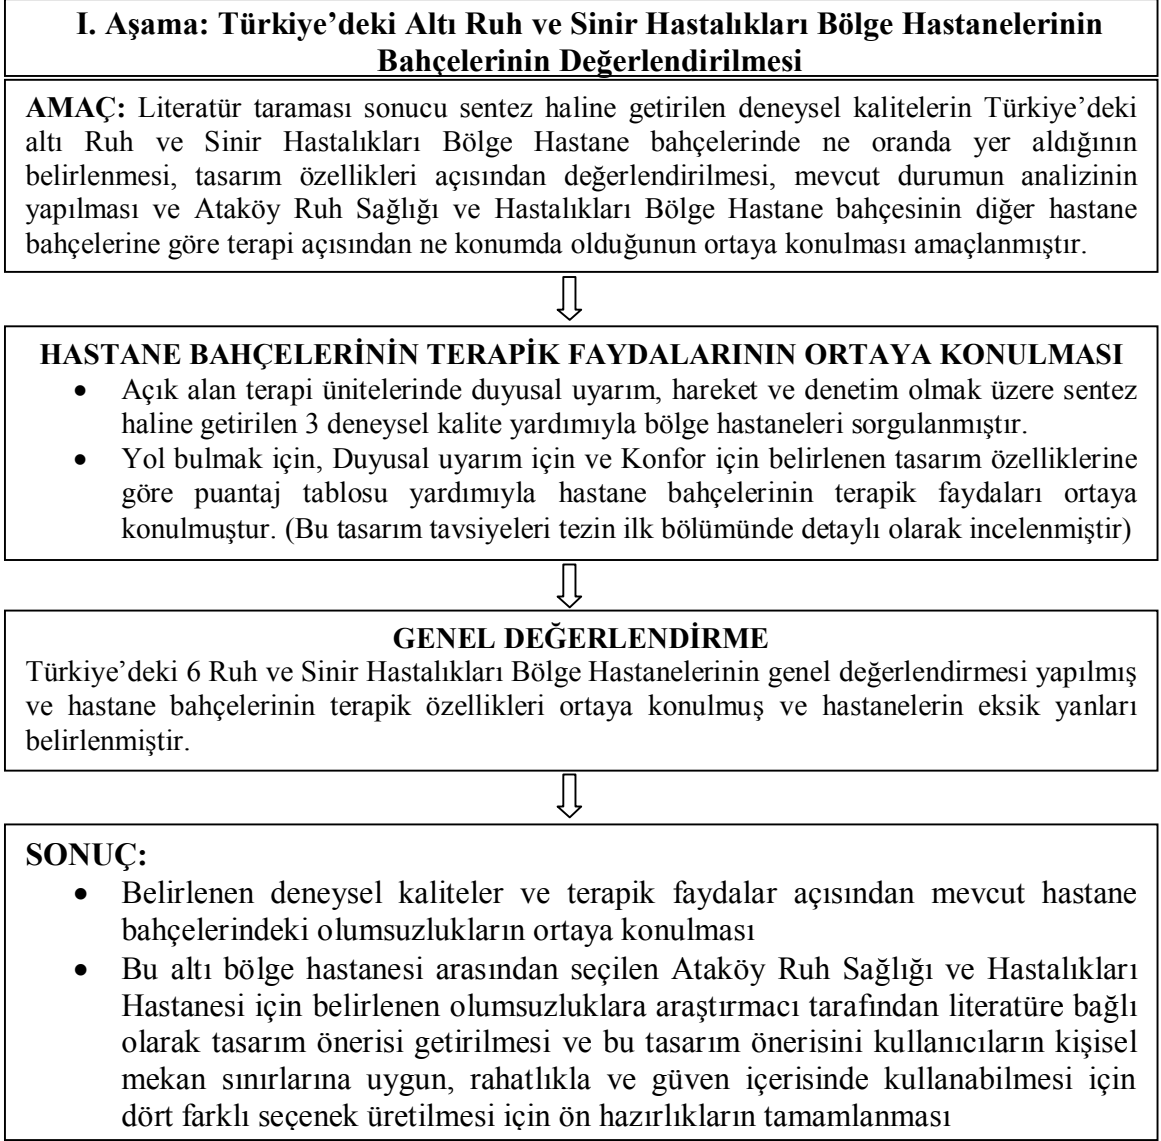 I. Aşama: Türkiye’deki Altı Ruh ve Sinir Hastalıkları Bölge Hastanelerinin
Bahçelerinin Değerlendirilmesi
AMAÇ: Literatür taraması sonucu sentez haline getirilen deneysel kalitelerin Türkiye’deki
altı Ruh ve Sinir Hastalıkları Bölge Hastane bahçelerinde ne oranda yer aldığının
belirlenmesi, tasarım özellikleri açısından değerlendirilmesi, mevcut durumun analizinin
yapılması ve Ataköy Ruh Sağlığı ve Hastalıkları Bölge Hastane bahçesinin diğer hastane
bahçelerine göre terapi açısından ne konumda olduğunun ortaya konulması amaçlanmıştır.
HASTANE BAHÇELERİNİN TERAPİK FAYDALARININ ORTAYA KONULMASI
• Açık alan terapi ünitelerinde duyusal uyarım, hareket ve denetim olmak üzere sentez
haline getirilen 3 deneysel kalite yardımıyla bölge hastaneleri sorgulanmıştır.
• Yol bulmak için, Duyusal uyarım için ve Konfor için belirlenen tasarım özelliklerine
göre puantaj tablosu yardımıyla hastane bahçelerinin terapik faydaları ortaya
konulmuştur. (Bu tasarım tavsiyeleri tezin ilk bölümünde detaylı olarak incelenmiştir)
GENEL DEĞERLENDİRME
Türkiye’deki 6 Ruh ve Sinir Hastalıkları Bölge Hastanelerinin genel değerlendirmesi yapılmış
ve hastane bahçelerinin terapik özellikleri ortaya konulmuş ve hastanelerin eksik yanları
belirlenmiştir.
SONUÇ:
• Belirlenen deneysel kaliteler ve terapik faydalar açısından mevcut hastane
bahçelerindeki olumsuzlukların ortaya konulması
• Bu altı bölge hastanesi arasından seçilen Ataköy Ruh Sağlığı ve Hastalıkları
Hastanesi için belirlenen olumsuzluklara araştırmacı tarafından literatüre bağlı
olarak tasarım önerisi getirilmesi ve bu tasarım önerisini kullanıcıların kişisel
mekan sınırlarına uygun, rahatlıkla ve güven içerisinde kullanabilmesi için
dört farklı seçenek üretilmesi için ön hazırlıkların tamamlanması